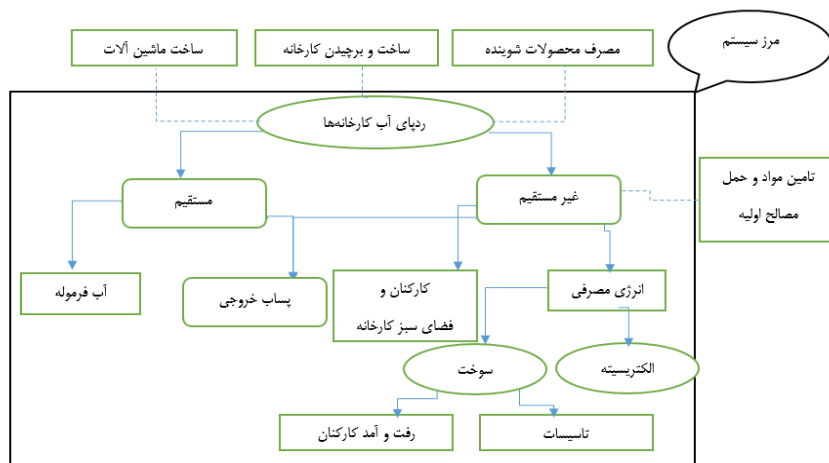 مرز سیستم
مصرف محصولات شوینده
ساخت و برچیدن کارخانه
ساخت ماشین آلات
ردپای آب کارخانه‌ها
تامین مواد و حمل
مصالح اولیه
غیر مستقیم
مستقیم
انرژی مصرفی
کارکنان و
فضای سبز کارخانه
پساب خروجی
آب فرموله
الکتریسیته
سوخت
تاسیسات
رفت و آمد کارکنان